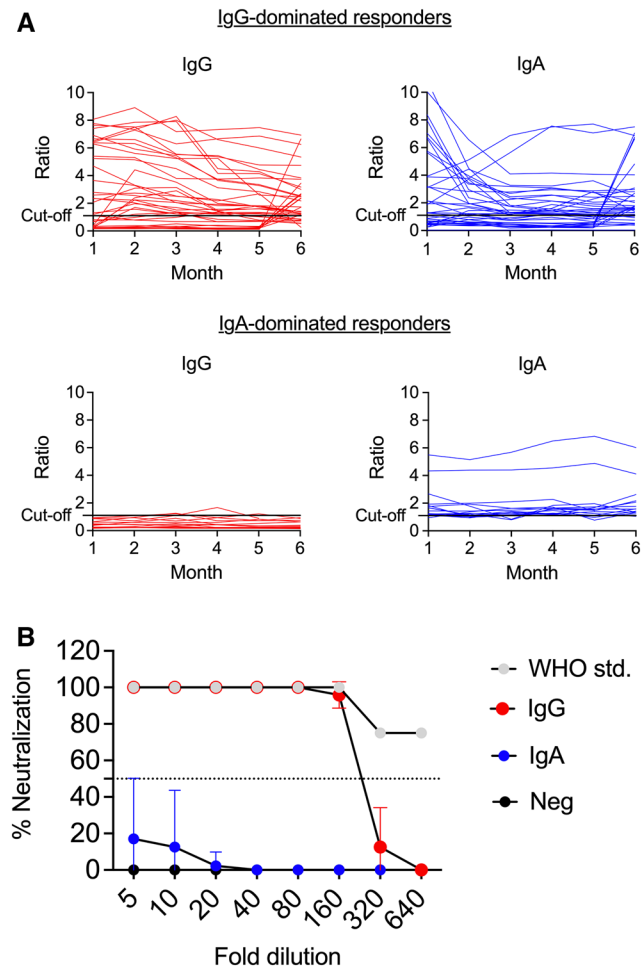 A
IgG-dominated responders
IgG
IgA
10
8
6
4
2
0
Ratio
Cut-off
1 2 3 4 5 6
Month
10
8
6
4
2
0
Ratio
Cut-off
1 2 3 4 5 6
Month
IgA-dominated responders
IgG
IgA
10
8
6
4
2
0
Ratio
Cut-off
1 2 3 4 5 6
Month
10
8
6
4
2
0
Ratio
Cut-off
1 2 3 4 5 6
Month
B
120
100
80
60
40
20
0
% Neutralization
5 10 20 40 80 160 320 640
Fold dilution
WHO std.
IgG
IgA
Neg